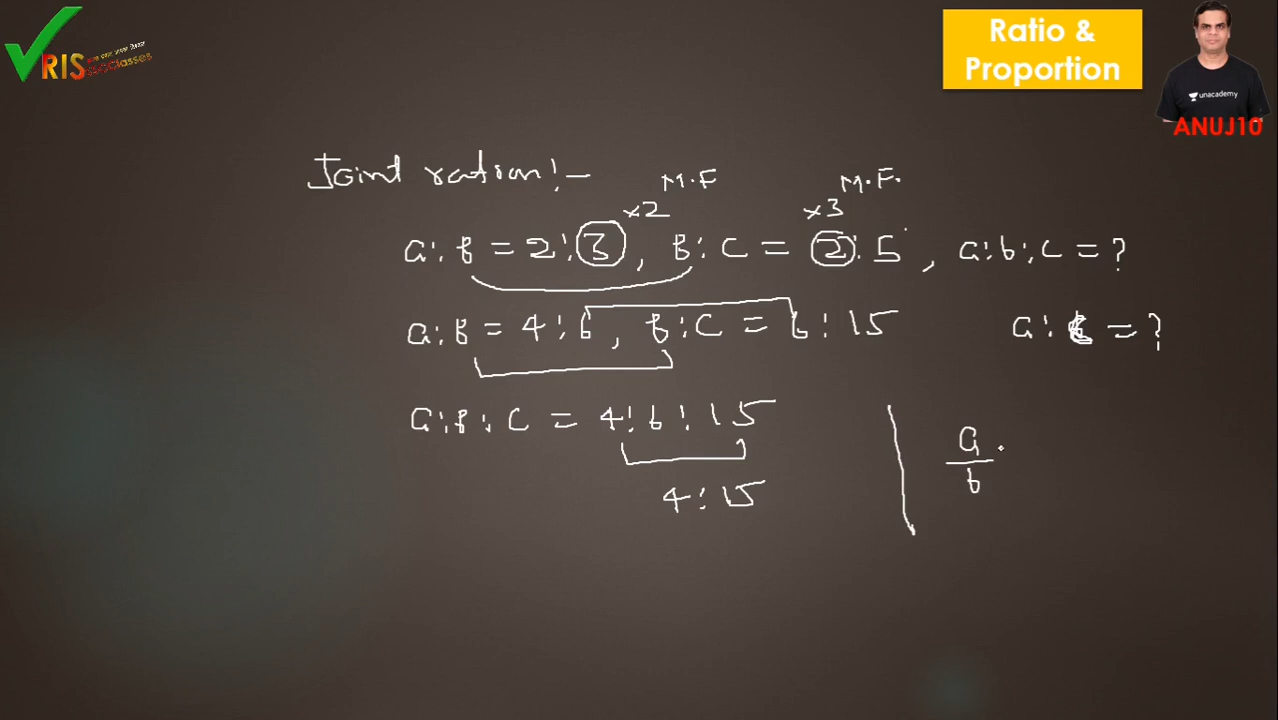 RIS
Ratio &
Proportion
unacademy
ANUJ10
Joint ration:-
M.F
M.F.
×2
×3
a:b = 2:3, b:c = 2:5, a:b:c = ?
a:b = 4:6, b:c = 6:15
a:c = ?
a:b:c = 4:6:15
4:15
a
b